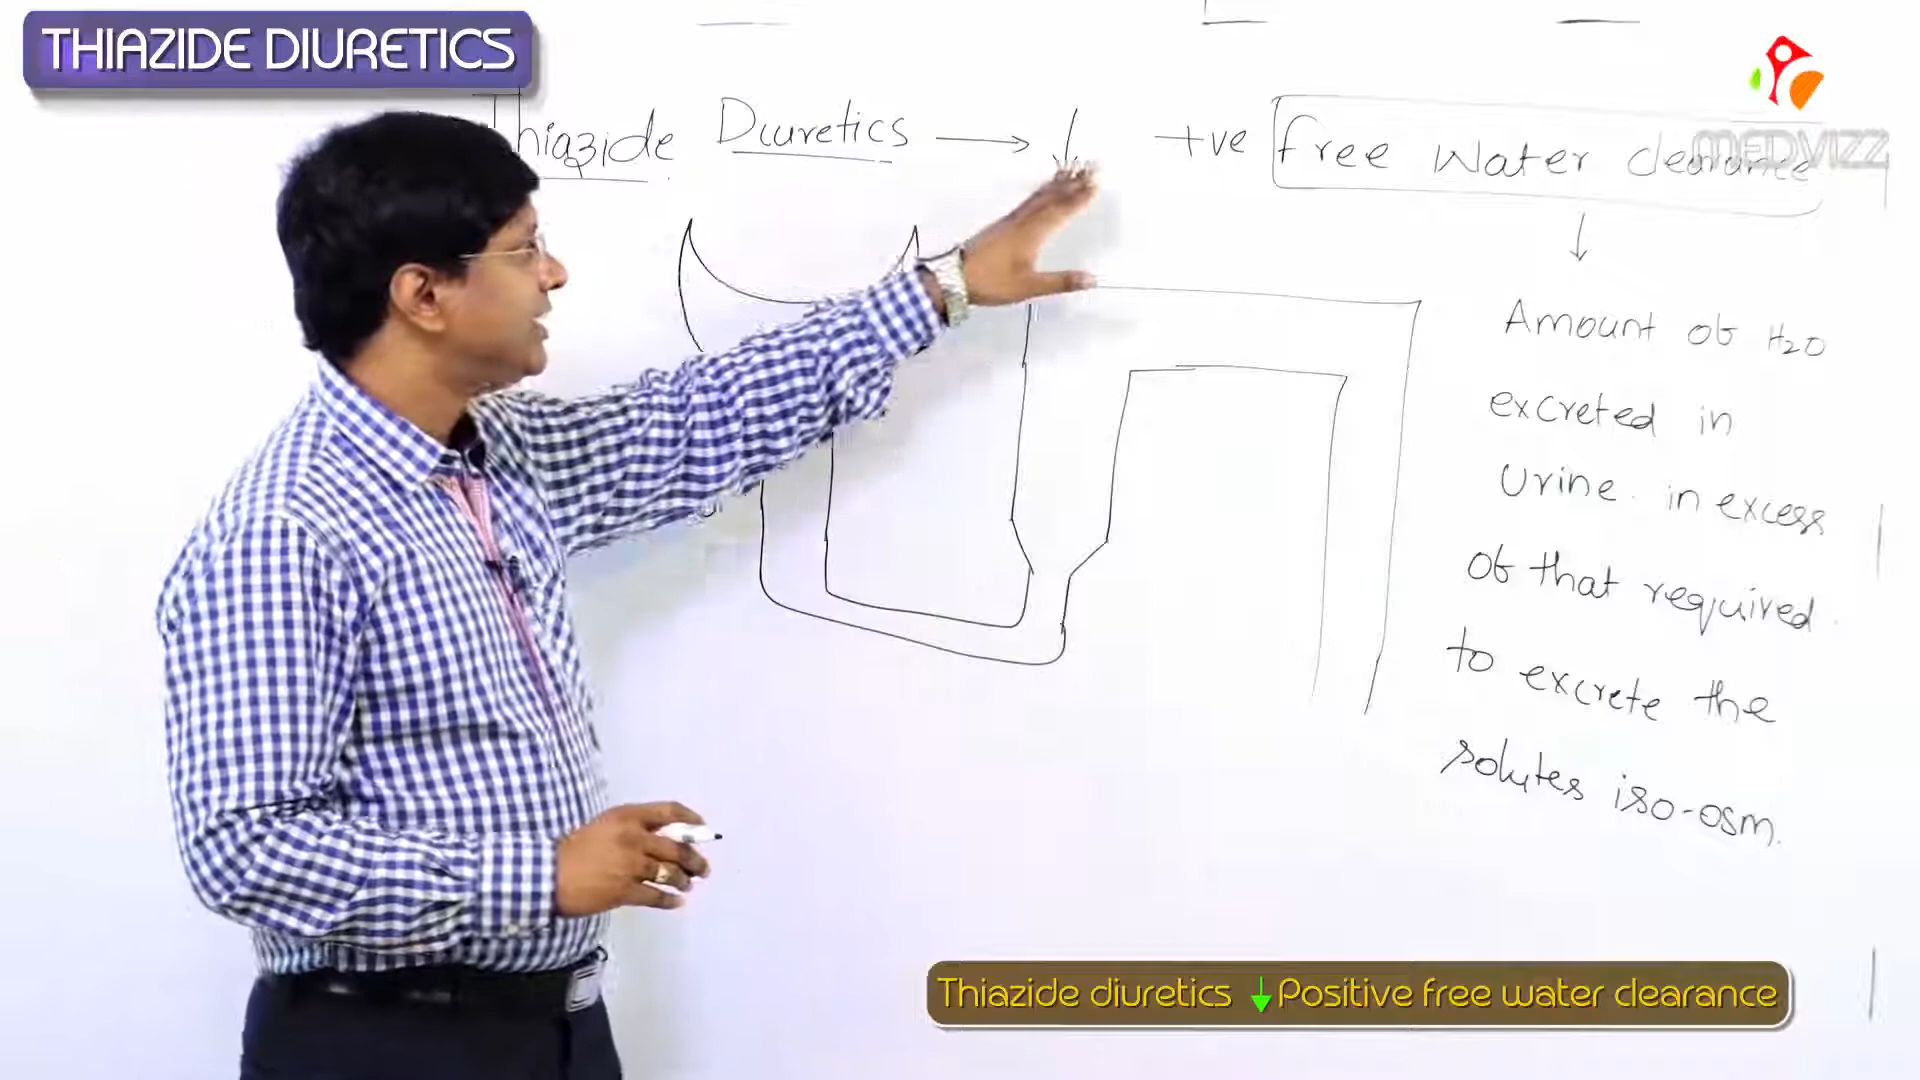 THIAZIDE DIURETICS
MEDVIZZ
Thiazide Diuretics → ↓ +ve free water clearance
↓
Amount of H2O
excreted in
urine. in excess
of that required
to excrete the
solutes iso-osm.
Thiazide diuretics ↓ Positive free water clearance